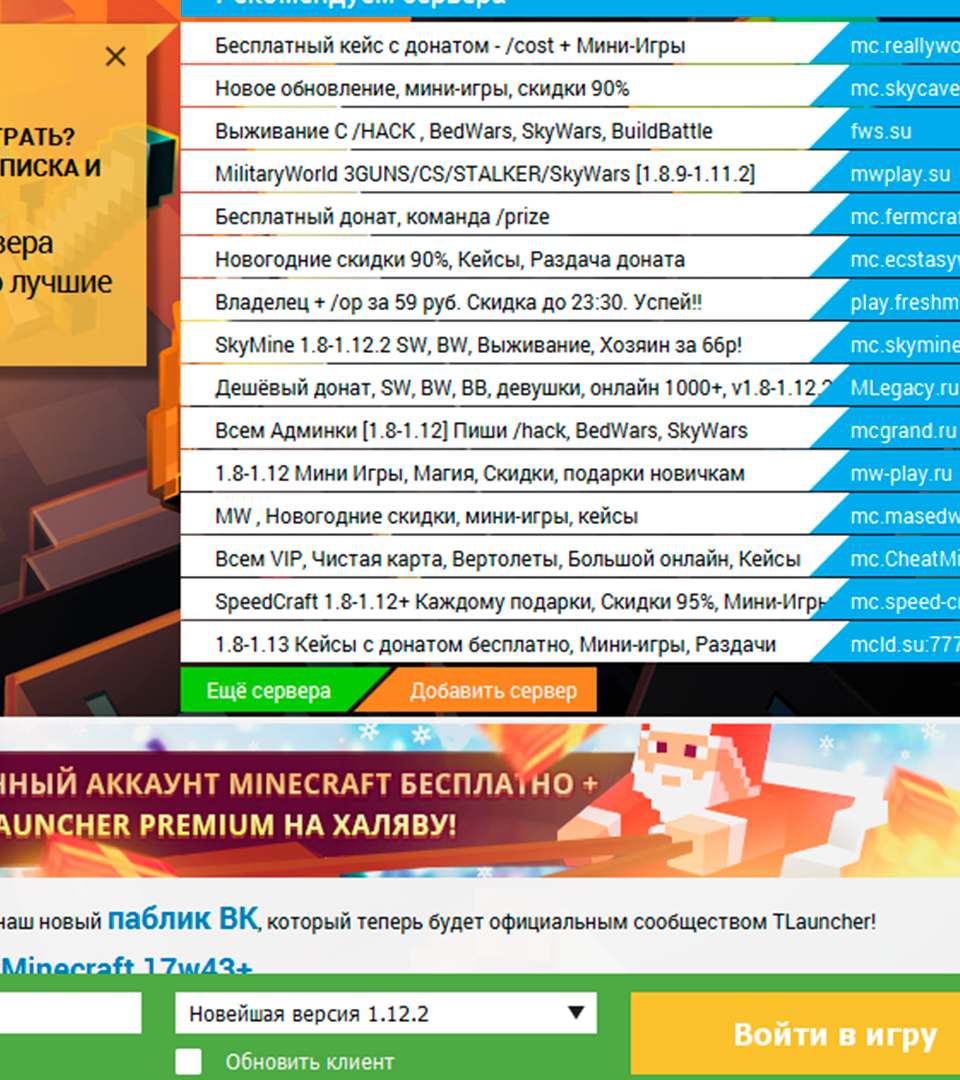 Рекомендуем сервера
ГРАТЬ?
ПИСКА И
вера
о лучшие
Бесплатный кейс с донатом - /cost + Мини-Игры mc.reallywo
Новое обновление, мини-игры, скидки 90% mc.skycave
Выживание С /HACK , BedWars, SkyWars, BuildBattle fws.su
MilitaryWorld 3GUNS/CS/STALKER/SkyWars [1.8.9-1.11.2] mwplay.su
Бесплатный донат, команда /prize mc.fermcraf
Новогодние скидки 90%, Кейсы, Раздача доната mc.ecstasyw
Владелец + /op за 59 руб. Скидка до 23:30. Успей!! play.freshm
SkyMine 1.8-1.12.2 SW, BW, Выживание, Хозяин за 66р! mc.skymine
Дешёвый донат, SW, BW, BB, девушки, онлайн 1000+, v1.8-1.12.2 MLegacy.ru
Всем Админки [1.8-1.12] Пиши /hack, BedWars, SkyWars mcgrand.ru
1.8-1.12 Мини Игры, Магия, Скидки, подарки новичкам mw-play.ru
MW , Новогодние скидки, мини-игры, кейсы mc.masedw
Всем VIP, Чистая карта, Вертолеты, Большой онлайн, Кейсы mc.CheatMi
SpeedCraft 1.8-1.12+ Каждому подарки, Скидки 95%, Мини-Игры mc.speed-cr
1.8-1.13 Кейсы с донатом бесплатно, Мини-игры, Раздачи mcld.su:777
Ещё сервера Добавить сервер
ННЫЙ АККАУНТ MINECRAFT БЕСПЛАТНО +
AUNCHER PREMIUM НА ХАЛЯВУ!
наш новый паблик ВК, который теперь будет официальным сообществом TLauncher!
Minecraft 17w43+
Новейшая версия 1.12.2
Войти в игру
Обновить клиент